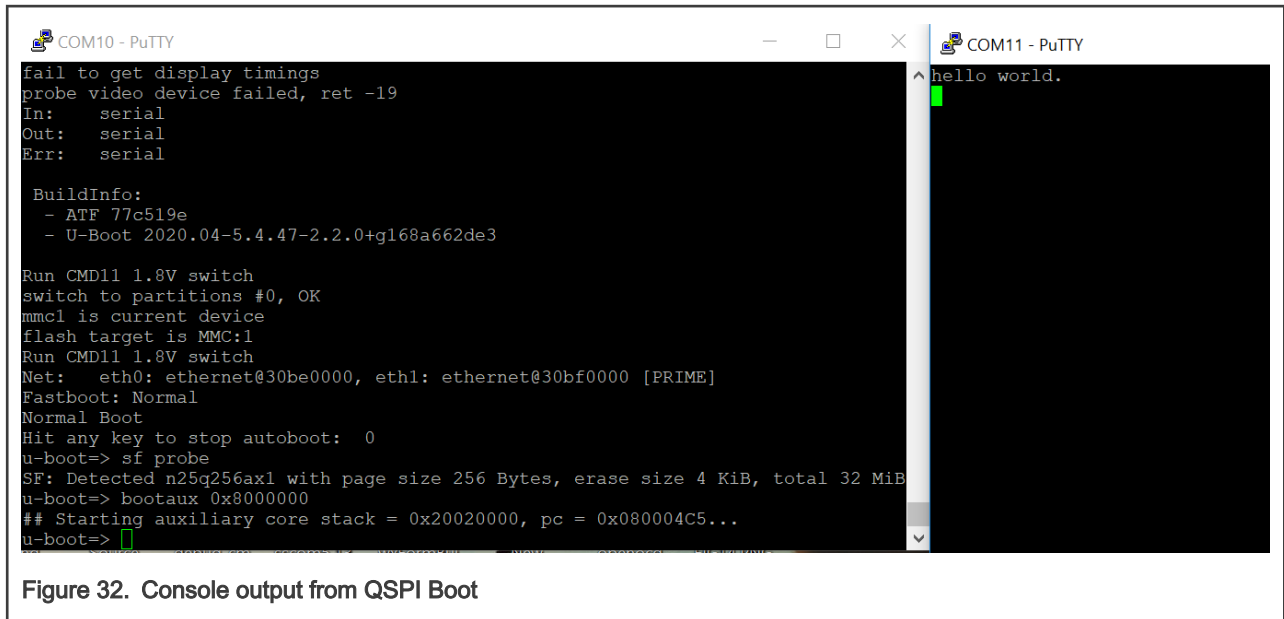 COM10 - PuTTY
fail to get display timings
probe video device failed, ret -19
In:    serial
Out:   serial
Err:   serial
BuildInfo:
- ATF 77c519e
- U-Boot 2020.04-5.4.47-2.2.0+g168a662de3
Run CMD11 1.8V switch
switch to partitions #0, OK
mmc1 is current device
flash target is MMC:1
Run CMD11 1.8V switch
Net:   eth0: ethernet@30be0000, eth1: ethernet@30bf0000 [PRIME]
Fastboot: Normal
Normal Boot
Hit any key to stop autoboot:  0
u-boot=> sf probe
SF: Detected n25q256ax1 with page size 256 Bytes, erase size 4 KiB, total 32 MiB
u-boot=> bootaux 0x8000000
## Starting auxiliary core stack = 0x20020000, pc = 0x080004C5...
u-boot=>
COM11 - PuTTY
hello world.
Figure 32. Console output from QSPI Boot